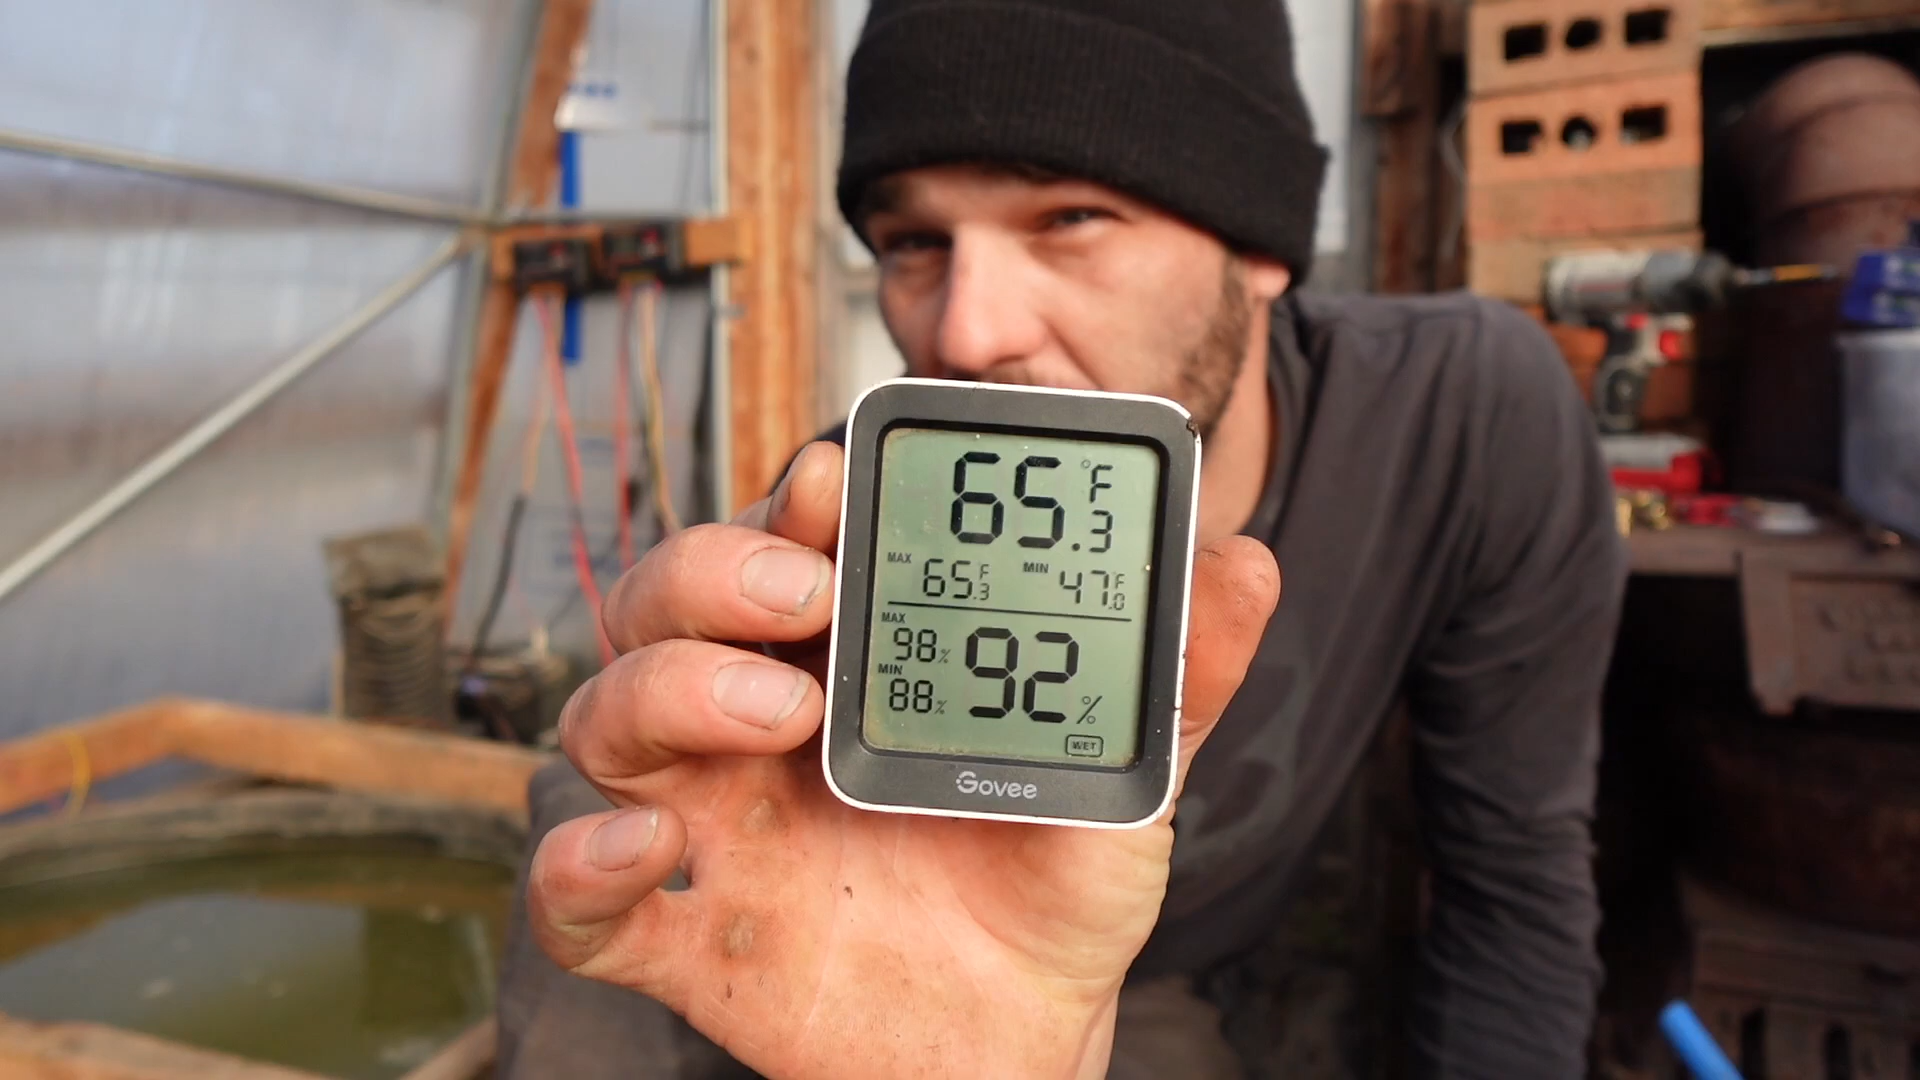 65.3 °F
MAX 65.3 °F MIN 47.0 °F
MAX 98% 92%
MIN 88%
WET
Govee